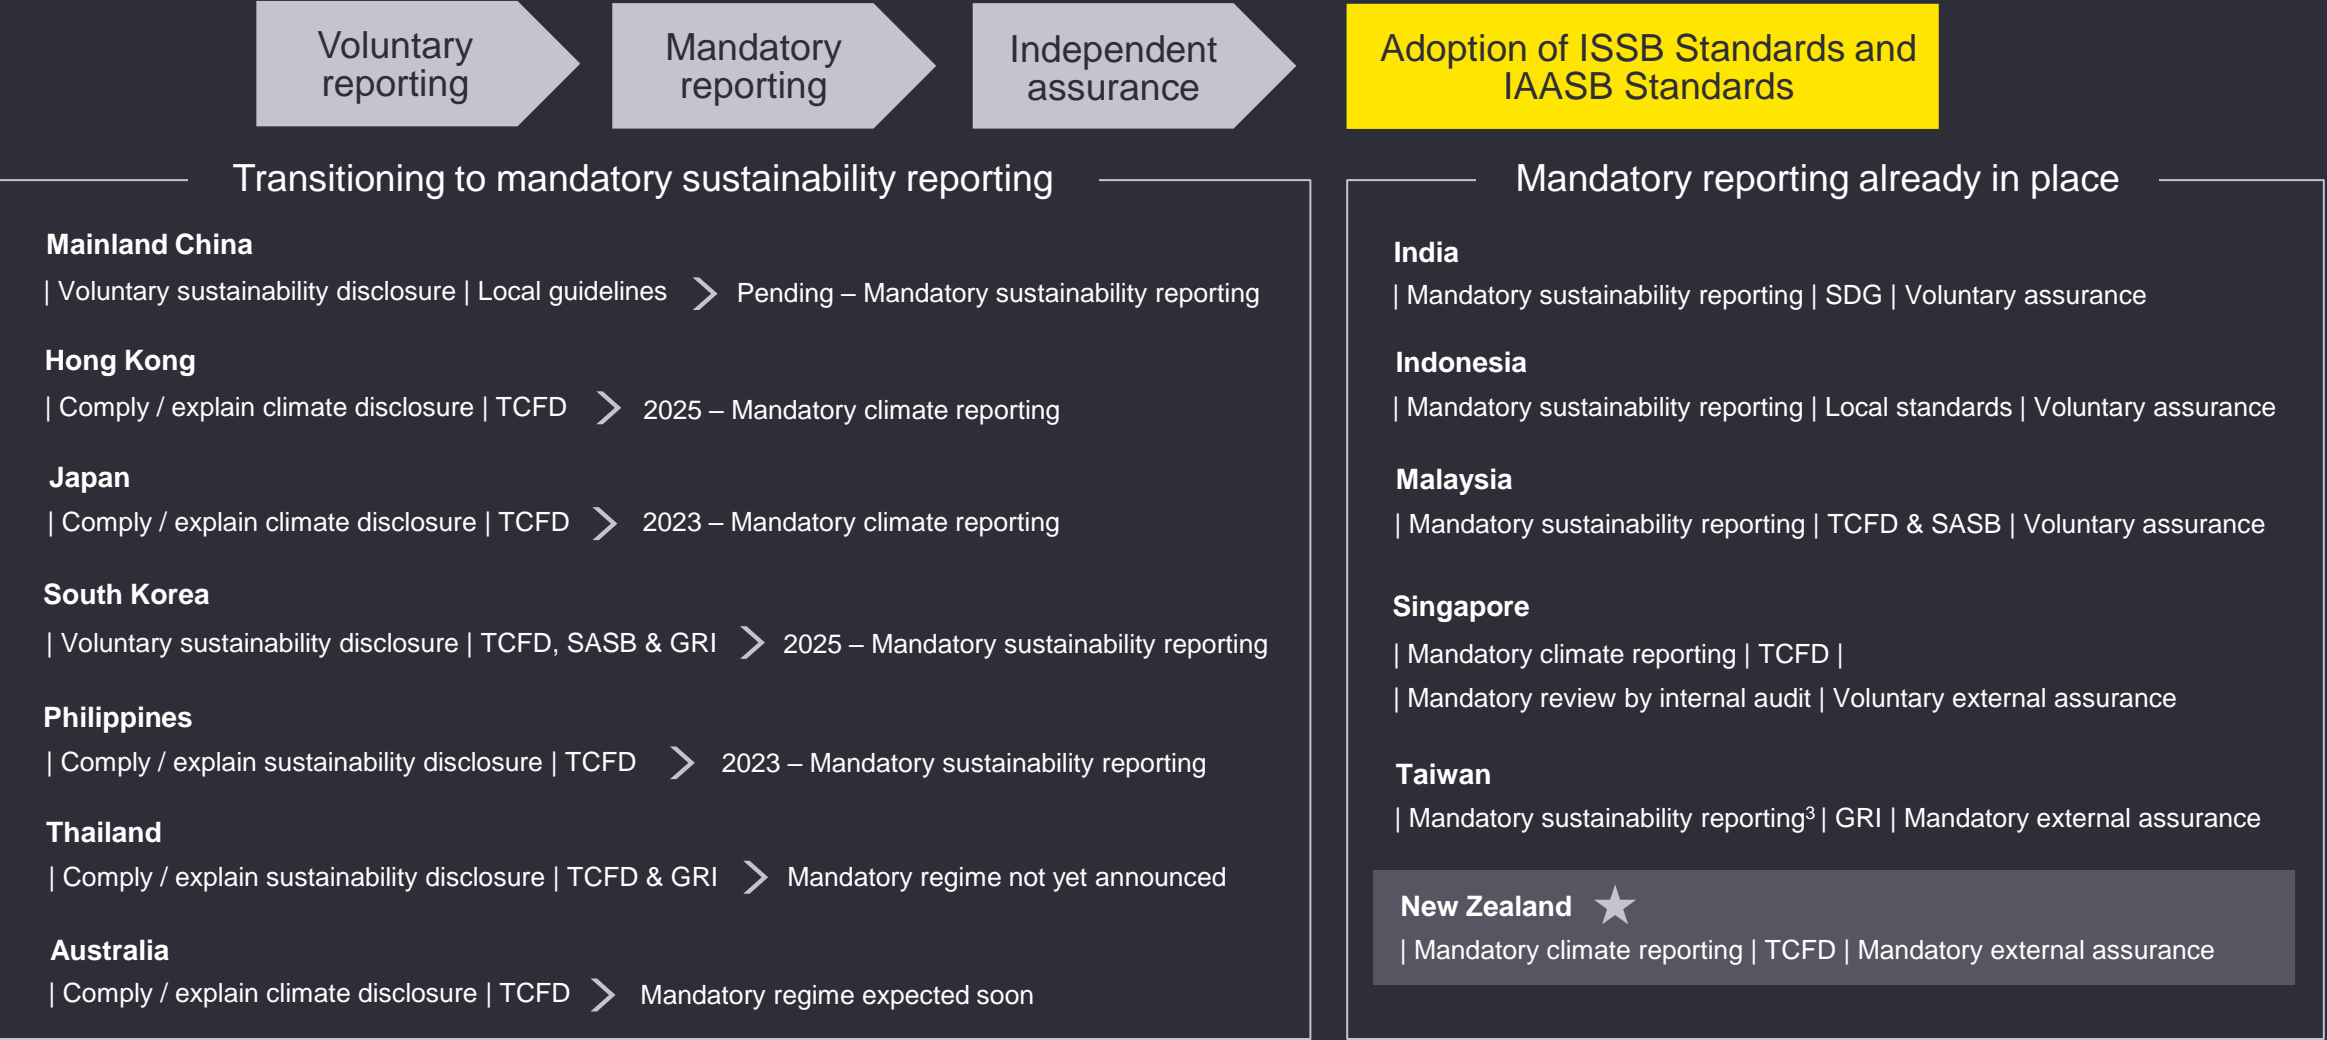 Voluntary
reporting
Mandatory
reporting
Independent
assurance
Adoption of ISSB Standards and
IAASB Standards
Transitioning to mandatory sustainability reporting
Mainland China
| Voluntary sustainability disclosure | Local guidelines
Pending – Mandatory sustainability reporting
Hong Kong
| Comply / explain climate disclosure | TCFD
2025 – Mandatory climate reporting
Japan
| Comply / explain climate disclosure | TCFD
2023 – Mandatory climate reporting
South Korea
| Voluntary sustainability disclosure | TCFD, SASB & GRI
2025 – Mandatory sustainability reporting
Philippines
| Comply / explain sustainability disclosure | TCFD
2023 – Mandatory sustainability reporting
Thailand
| Comply / explain sustainability disclosure | TCFD & GRI
Mandatory regime not yet announced
Australia
| Comply / explain climate disclosure | TCFD
Mandatory regime expected soon
Mandatory reporting already in place
India
| Mandatory sustainability reporting | SDG | Voluntary assurance
Indonesia
| Mandatory sustainability reporting | Local standards | Voluntary assurance
Malaysia
| Mandatory sustainability reporting | TCFD & SASB | Voluntary assurance
Singapore
| Mandatory climate reporting | TCFD |
| Mandatory review by internal audit | Voluntary external assurance
Taiwan
| Mandatory sustainability reporting³ | GRI | Mandatory external assurance
New Zealand
| Mandatory climate reporting | TCFD | Mandatory external assurance